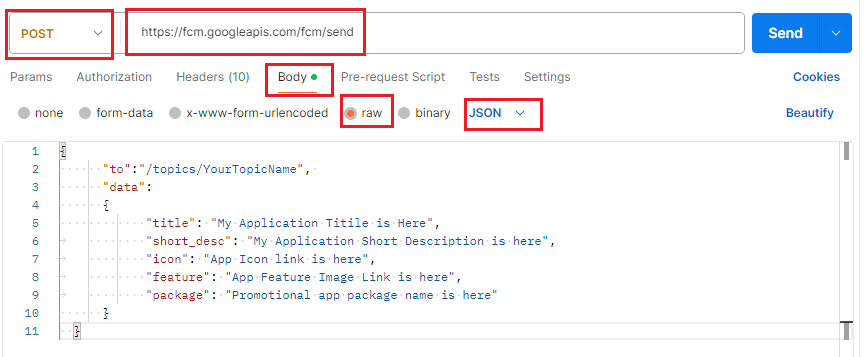 POST https://fcm.googleapis.com/fcm/send Send
Params Authorization Headers (10) Body Pre-request Script Tests Settings Cookies
none form-data x-www-form-urlencoded raw binary JSON Beautify
1 {
2 "to":"/topics/YourTopicName",
3 "data":
4 {
5 "title": "My Application Titile is Here",
6 "short_desc": "My Application Short Description is here",
7 "icon": "App Icon link is here",
8 "feature": "App Feature Image Link is here",
9 "package": "Promotional app package name is here"
10 }
11 }